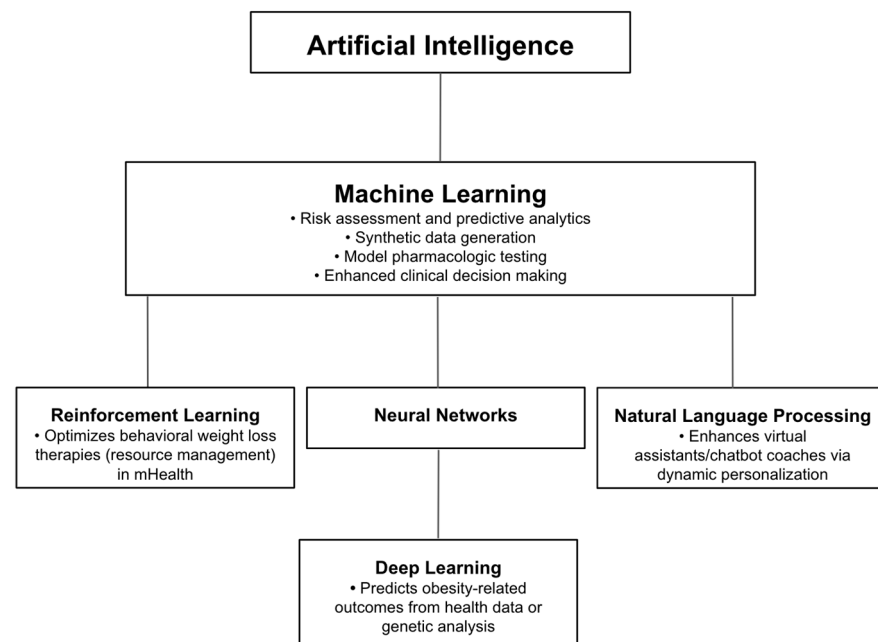 Artificial Intelligence
Machine Learning
• Risk assessment and predictive analytics
• Synthetic data generation
• Model pharmacologic testing
• Enhanced clinical decision making
Reinforcement Learning
• Optimizes behavioral weight loss
therapies (resource management)
in mHealth
Neural Networks
Natural Language Processing
• Enhances virtual
assistants/chatbot coaches via
dynamic personalization
Deep Learning
• Predicts obesity-related
outcomes from health data or
genetic analysis